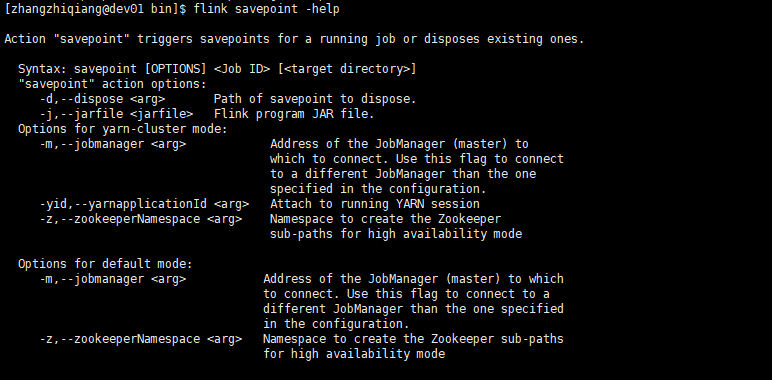 [zhangzhiqiang@dev01 bin]$ flink savepoint -help
Action "savepoint" triggers savepoints for a running job or disposes existing ones.
Syntax: savepoint [OPTIONS] <Job ID> [<target directory>]
"savepoint" action options:
-d,--dispose <arg> Path of savepoint to dispose.
-j,--jarfile <jarfile> Flink program JAR file.
Options for yarn-cluster mode:
-m,--jobmanager <arg> Address of the JobManager (master) to
which to connect. Use this flag to connect
to a different JobManager than the one
specified in the configuration.
-yid,--yarnapplicationId <arg> Attach to running YARN session
-z,--zookeeperNamespace <arg> Namespace to create the Zookeeper
sub-paths for high availability mode
Options for default mode:
-m,--jobmanager <arg> Address of the JobManager (master) to which
to connect. Use this flag to connect to a
different JobManager than the one specified
in the configuration.
-z,--zookeeperNamespace <arg> Namespace to create the Zookeeper sub-paths
for high availability mode